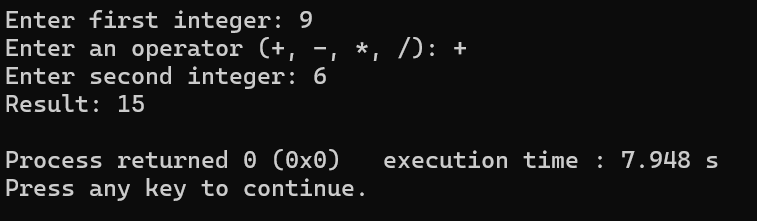 Enter first integer: 9
Enter an operator (+, -, *, /): +
Enter second integer: 6
Result: 15
Process returned 0 (0x0)   execution time : 7.948 s
Press any key to continue.